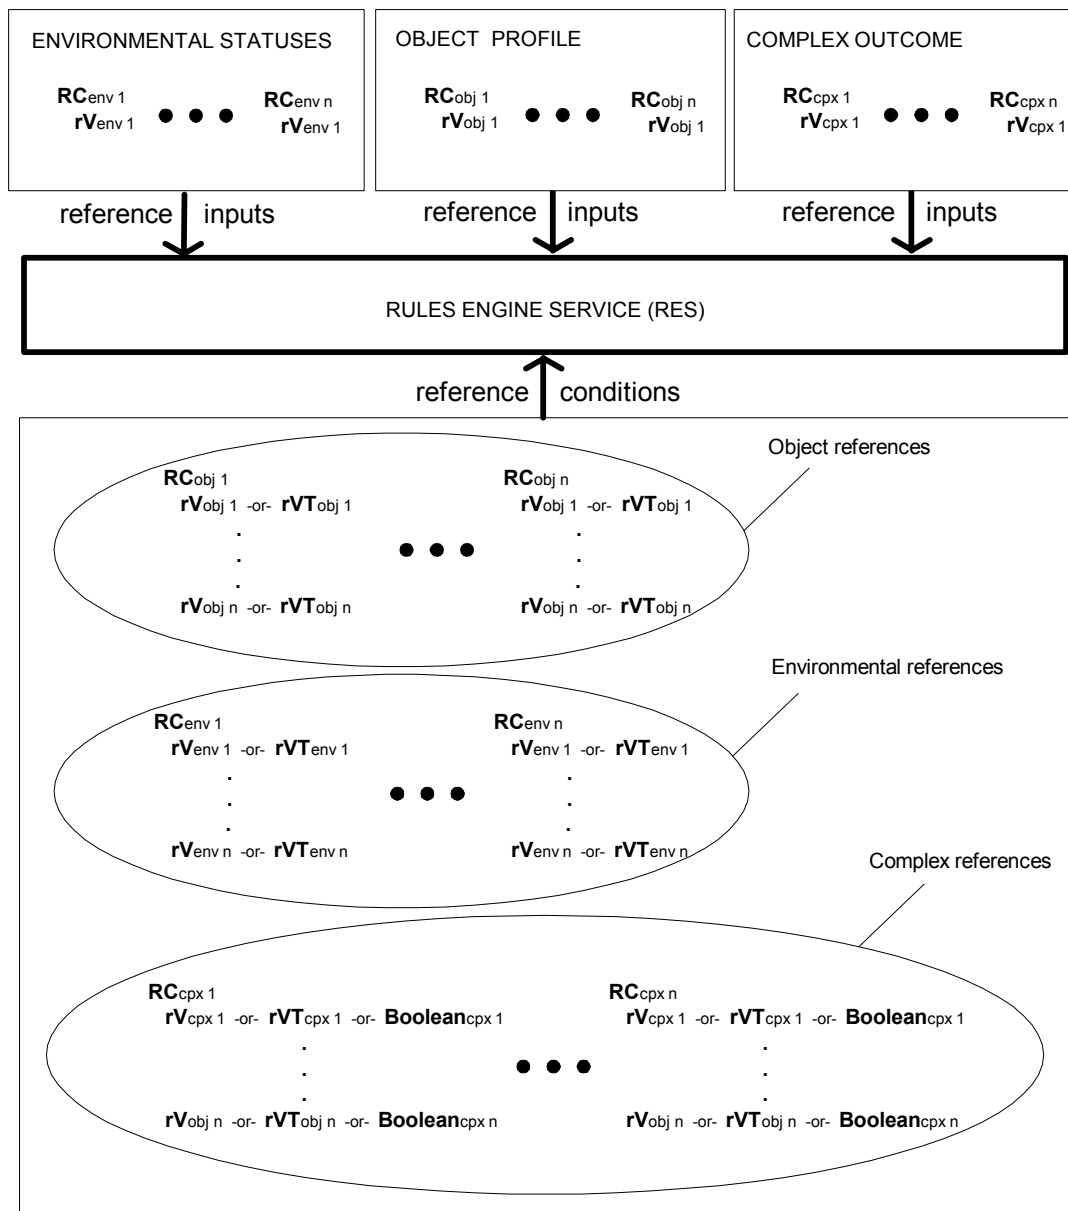 ENVIRONMENTAL STATUSES
RCenv 1 RCenv n
rVenv 1 rVenv 1
OBJECT PROFILE
RCobj 1 RCobj n
rVobj 1 rVobj 1
COMPLEX OUTCOME
RCcpx 1 RCcpx n
rVcpx 1 rVcpx 1
reference inputs
reference inputs
reference inputs
RULES ENGINE SERVICE (RES)
reference conditions
Object references
RCobj 1 RCobj n
rVobj 1 -or- rVTobj 1 rVobj 1 -or- rVTobj 1
rVobj n -or- rVTobj n rVobj n -or- rVTobj n
Environmental references
RCenv 1 RCenv n
rVenv 1 -or- rVTenv 1 rVenv 1 -or- rVTenv 1
rVenv n -or- rVTenv n rVenv n -or- rVTenv n
Complex references
RCcpx 1 RCcpx n
rVcpx 1 -or- rVTcpx 1 -or- Booleancpx 1 rVcpx 1 -or- rVTcpx 1 -or- Booleancpx 1
rVobj n -or- rVTobj n -or- Booleancpx n rVobj n -or- rVTobj n -or- Booleancpx n